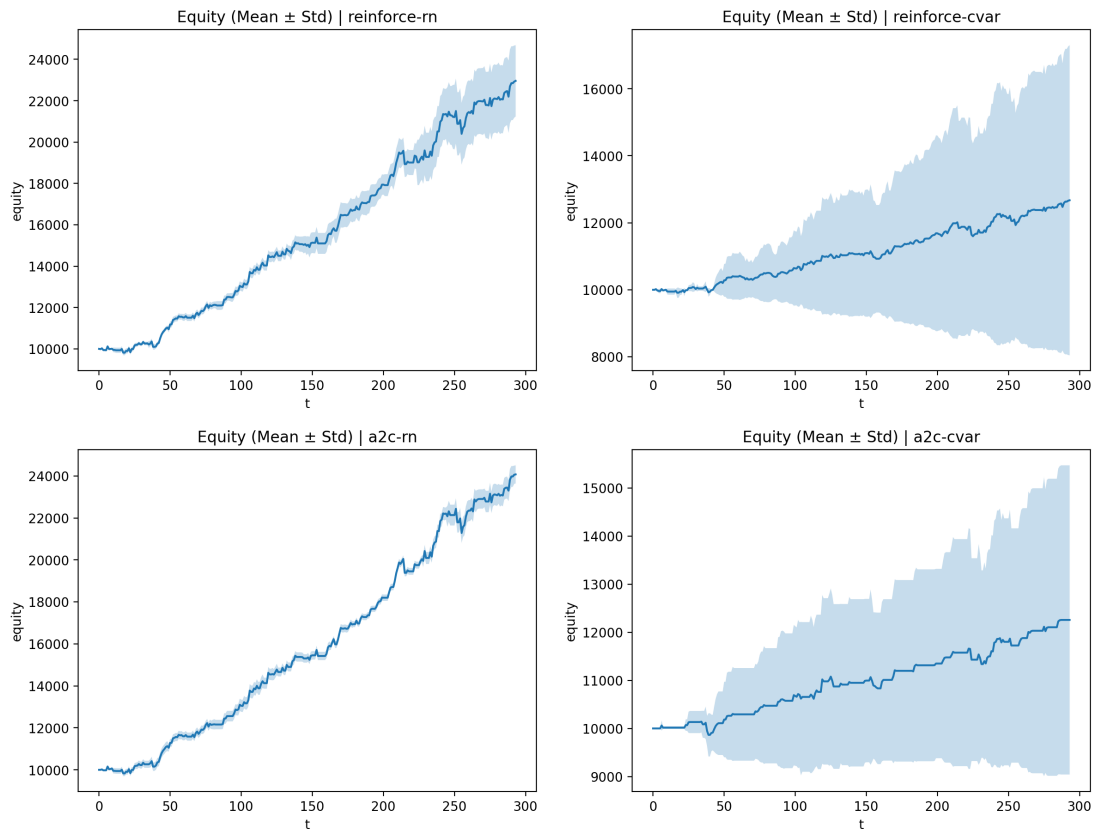 Equity (Mean ± Std) | reinforce-rn
equity
24000
22000
20000
18000
16000
14000
12000
10000
0 50 100 150 200 250 300
t
Equity (Mean ± Std) | reinforce-cvar
equity
16000
14000
12000
10000
8000
0 50 100 150 200 250 300
t
Equity (Mean ± Std) | a2c-rn
equity
24000
22000
20000
18000
16000
14000
12000
10000
0 50 100 150 200 250 300
t
Equity (Mean ± Std) | a2c-cvar
equity
15000
14000
13000
12000
11000
10000
9000
0 50 100 150 200 250 300
t